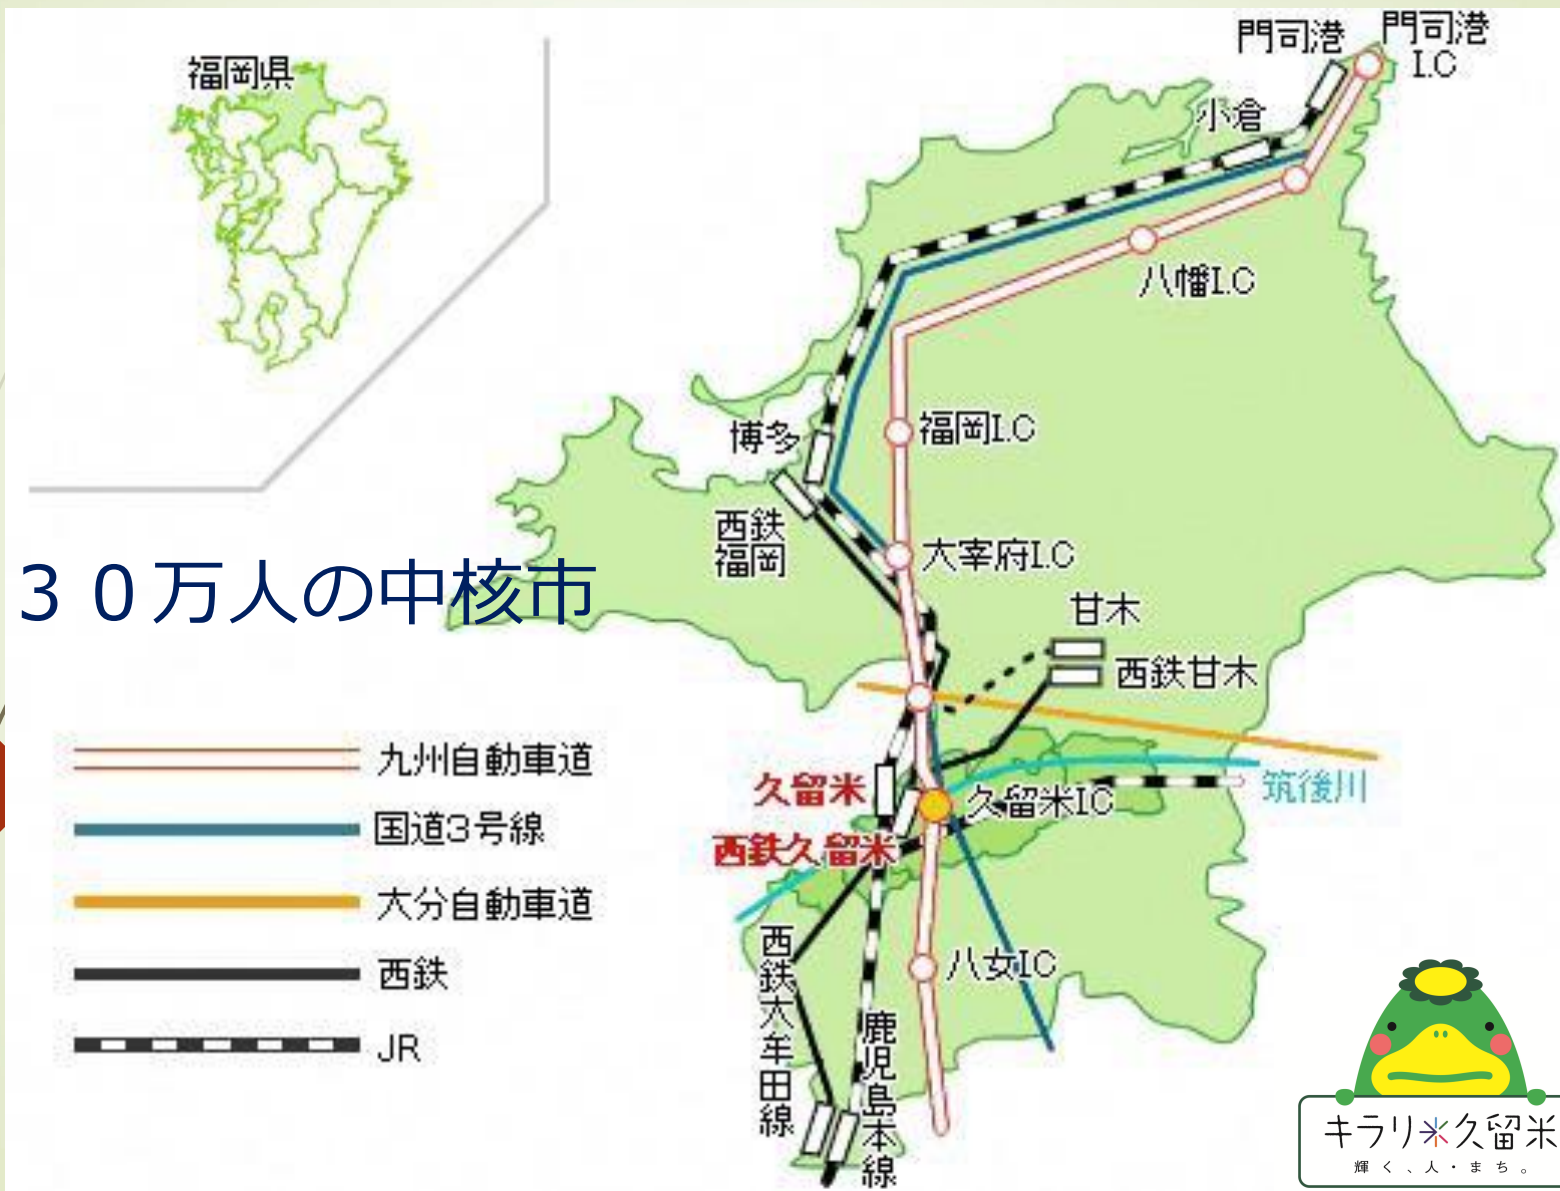 福岡県
門司港
門司港
I.C
小倉
八幡I.C
博多
福岡I.C
西鉄
福岡
大宰府I.C
３０万人の中核市
甘木
西鉄甘木
九州自動車道
久留米
久留米IC
筑後川
国道3号線
西鉄久留米
大分自動車道
西鉄
八女IC
JR
西鉄大牟田線
鹿児島本線
キラリ米久留米
輝く、人・まち。